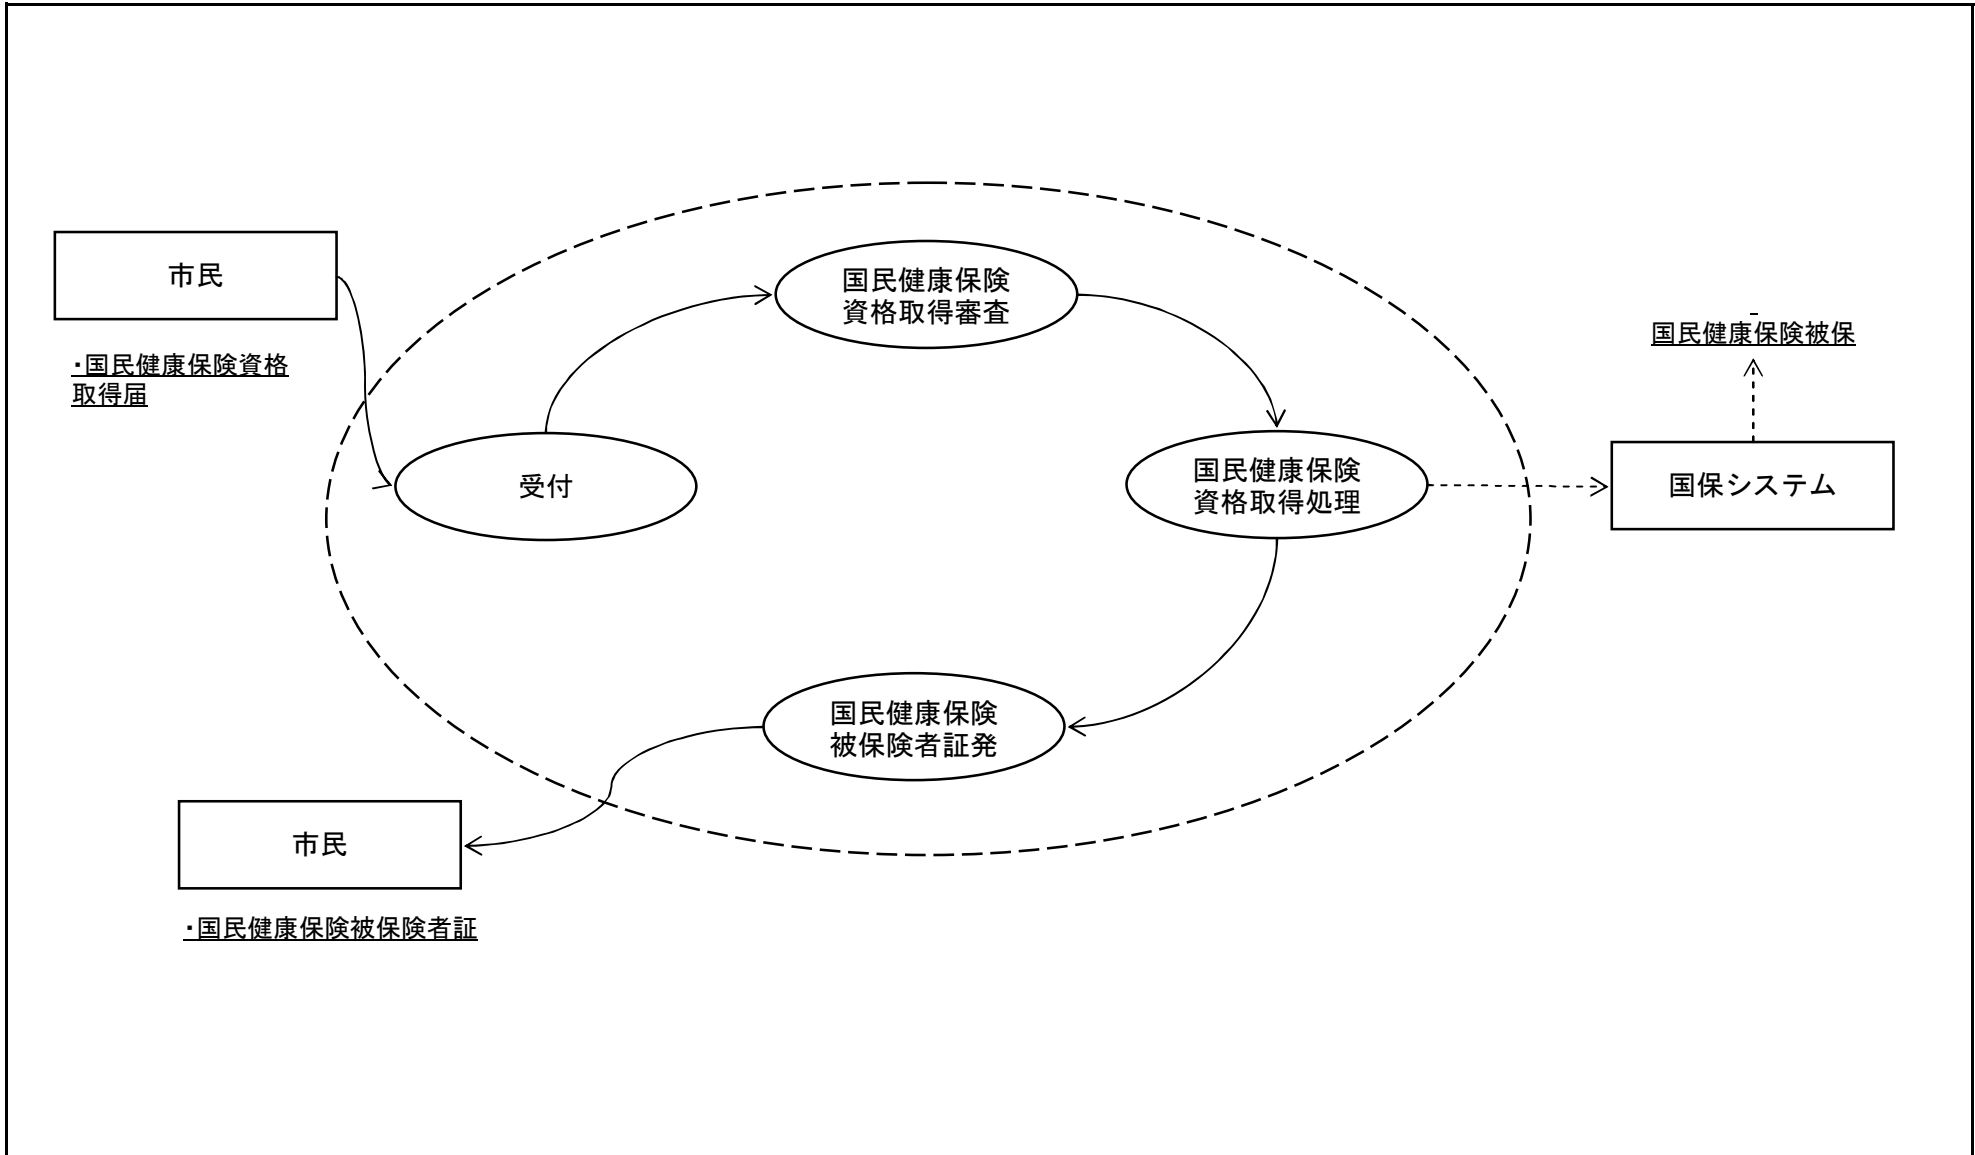 市民
・国民健康保険資格
取得届
受付
国民健康保険
資格取得審査
国民健康保険
資格取得処理
国民健康保険被保
国保システム
国民健康保険
被保険者証発
市民
・国民健康保険被保険者証